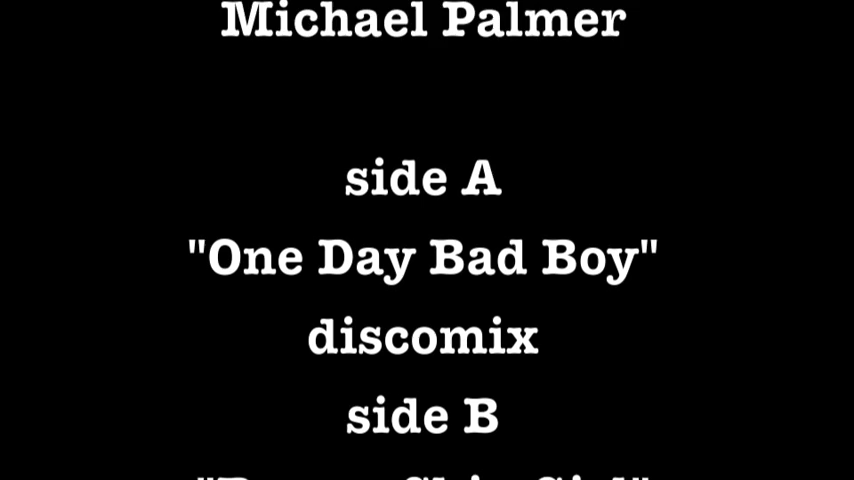 Michael Palmer
side A
"One Day Bad Boy"
discomix
side B